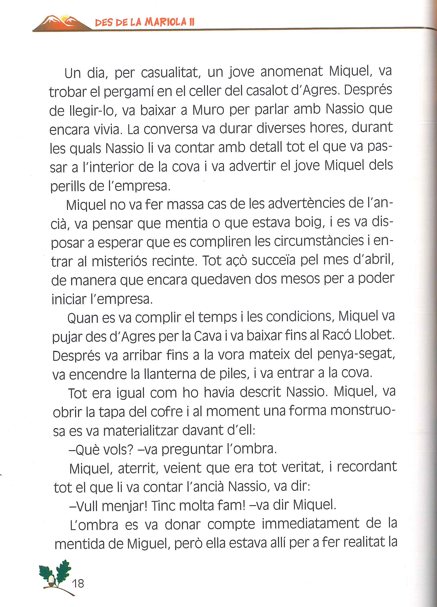 DES DE LA MARIOLA II
Un dia, per casualitat, un jove anomenat Miquel, va
trobar el pergamí en el celler del casalot d'Agres. Després
de llegir-lo, va baixar a Muro per parlar amb Nassio que
encara vivia. La conversa va durar diverses hores, durant
les quals Nassio li va contar amb detall tot el que va pas-
sar a l'interior de la cova i va advertir el jove Miquel dels
perills de l'empresa.
Miquel no va fer massa cas de les advertències de l'an-
cià, va pensar que mentia o que estava boig, i es va dis-
posar a esperar que es compliren les circumstàncies i en-
trar al misteriós recinte. Tot açò succeïa pel mes d'abril,
de manera que encara quedaven dos mesos per a poder
iniciar l'empresa.
Quan es va complir el temps i les condicions, Miquel va
pujar des d'Agres per la Cava i va baixar fins al Racó Llobet.
Després va arribar fins a la vora mateix del penya-segat,
va encendre la llanterna de piles, i va entrar a la cova.
Tot era igual com ho havia descrit Nassio. Miquel, va
obrir la tapa del cofre i al moment una forma monstruo-
sa es va materialitzar davant d'ell:
–Què vols? –va preguntar l'ombra.
Miquel, aterrit, veient que era tot veritat, i recordant
tot el que li va contar l'ancià Nassio, va dir:
–Vull menjar! Tinc molta fam! –va dir Miquel.
L'ombra es va donar compte immediatament de la
mentida de Miguel, però ella estava allí per a fer realitat la
18